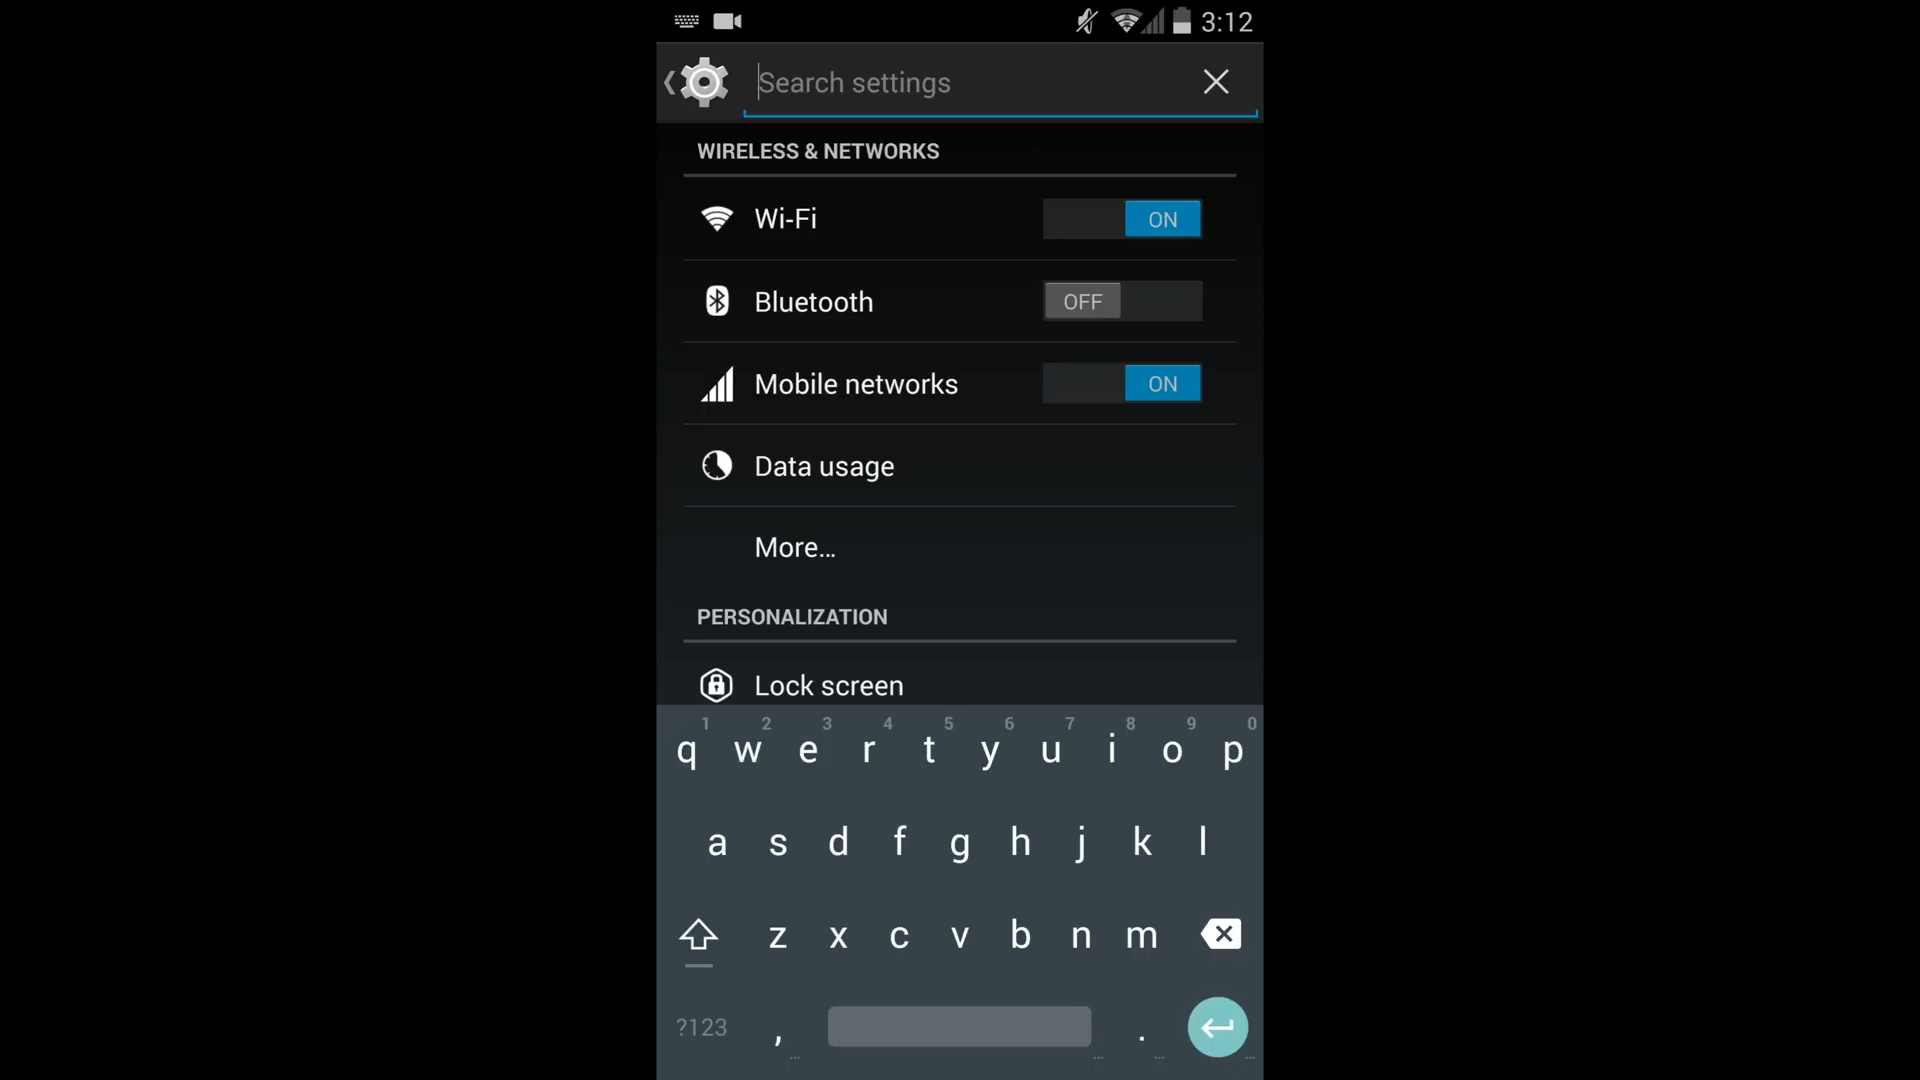 3:12
Search settings
WIRELESS & NETWORKS
Wi-Fi ON
Bluetooth OFF
Mobile networks ON
Data usage
More...
PERSONALIZATION
Lock screen
1 2 3 4 5 6 7 8 9 0
q w e r t y u i o p
a s d f g h j k l
z x c v b n m
?123 , .